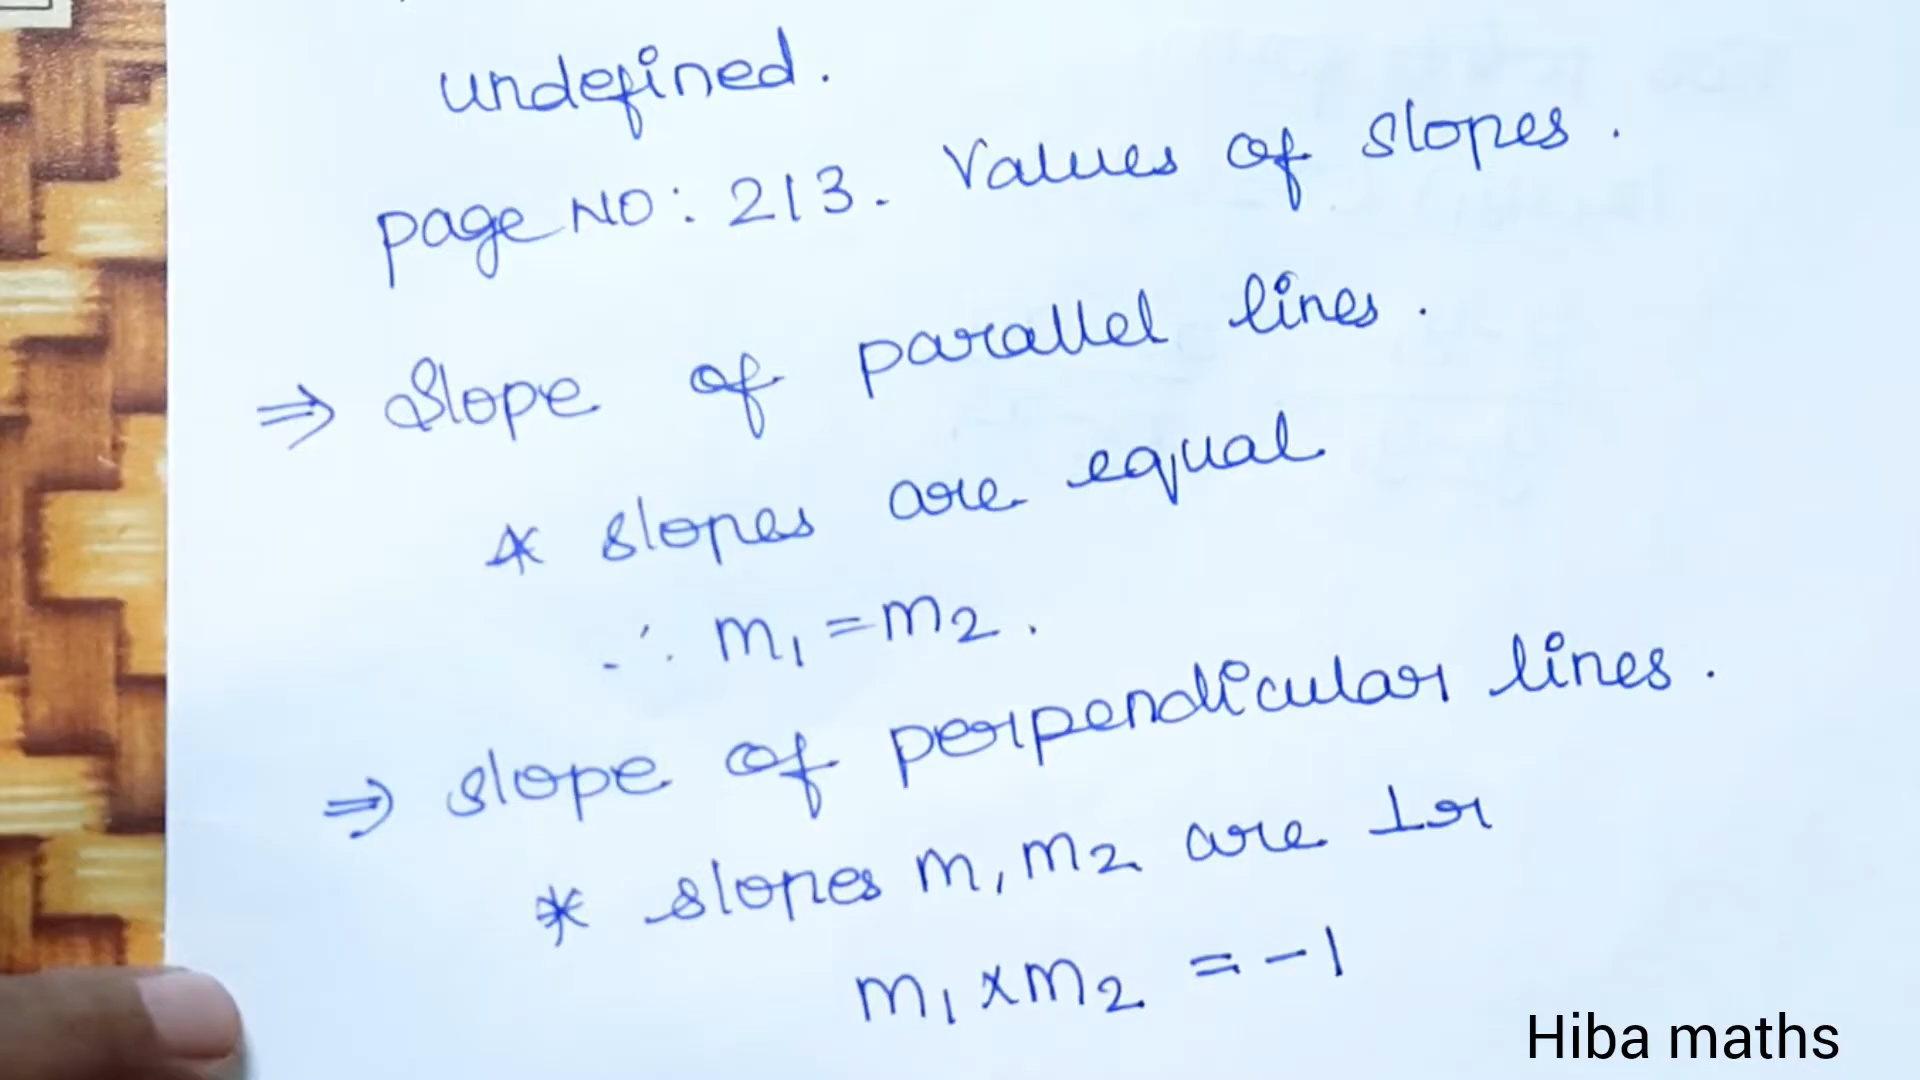 undefined.
page No: 213. Values of slopes.
⇒ Slope of parallel lines.
* slopes are equal
∴ m₁ = m₂.
⇒ slope of perpendicular lines.
* slopes m, m₂ are ⊥r
m₁ x m₂ = -1
Hiba maths